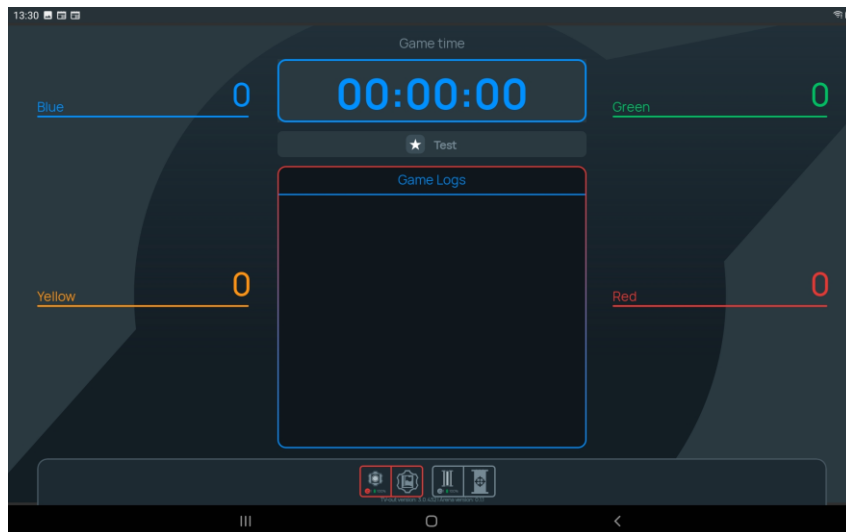 13:30
Game time
00:00:00
Blue 0
Green 0
Test
Game Logs
Yellow 0
Red 0